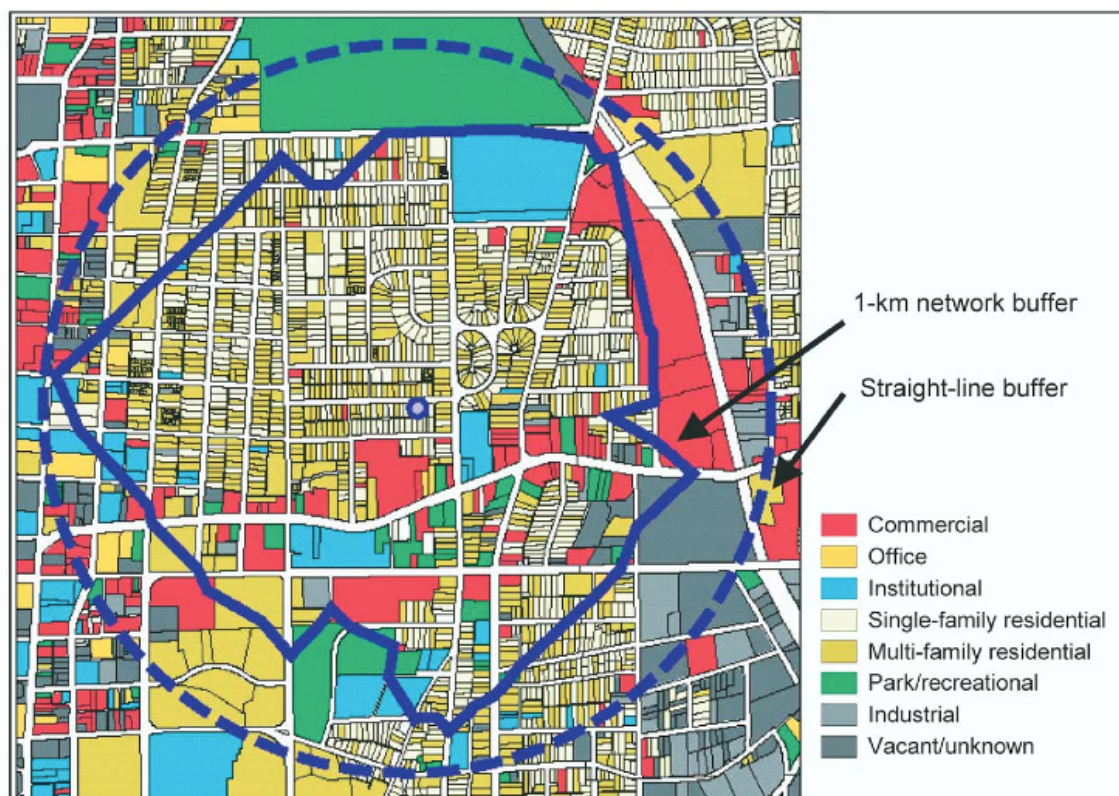 1-km network buffer
Straight-line buffer
Commercial
Office
Institutional
Single-family residential
Multi-family residential
Park/recreational
Industrial
Vacant/unknown